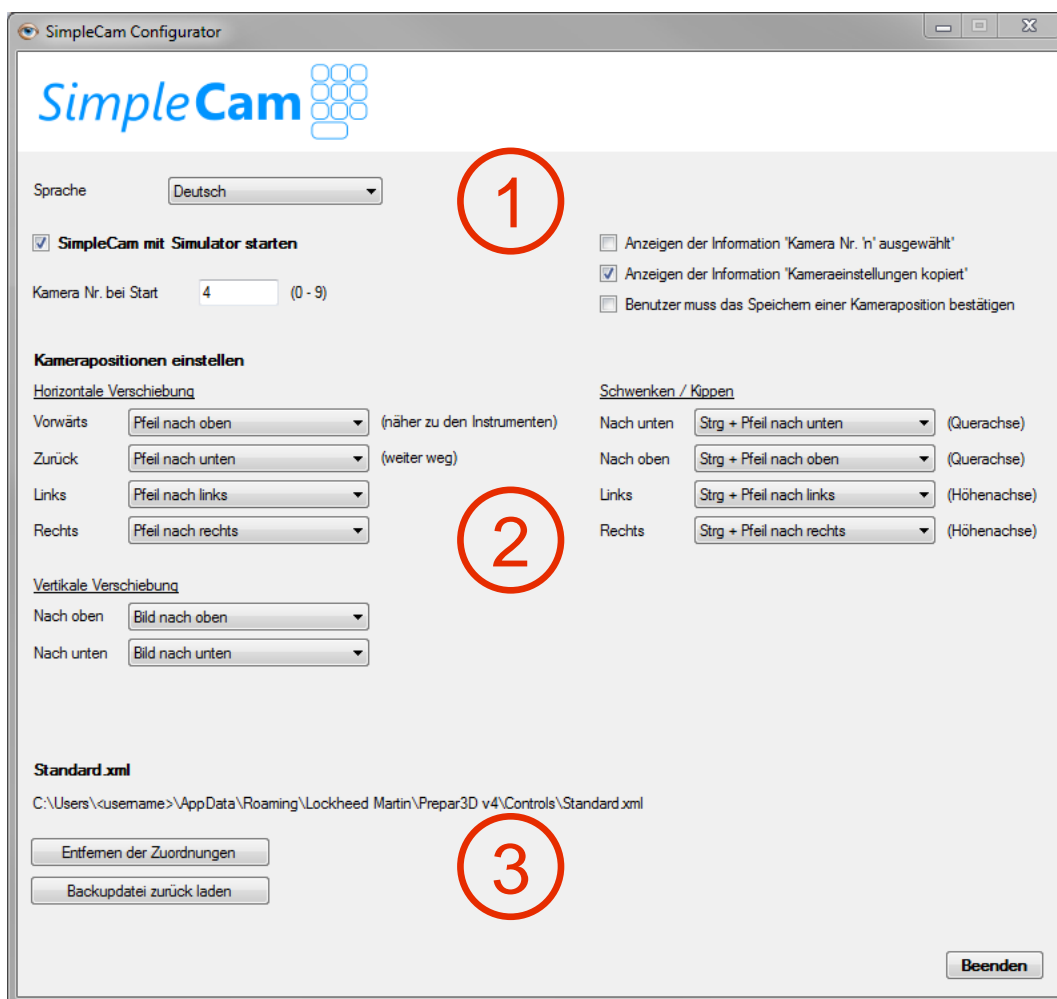 SimpleCam Configurator
SimpleCam
Sprache Deutsch
1
SimpleCam mit Simulator starten
Kamera Nr. bei Start 4 (0 - 9)
Anzeigen der Information 'Kamera Nr. 'n' ausgewählt'
Anzeigen der Information 'Kameraeinstellungen kopiert'
Benutzer muss das Speichern einer Kameraposition bestätigen
Kamerapositionen einstellen
Horizontale Verschiebung
Vorwärts Pfeil nach oben (näher zu den Instrumenten)
Zurück Pfeil nach unten (weiter weg)
Links Pfeil nach links
Rechts Pfeil nach rechts
Schwenken / Kippen
Nach unten Strg + Pfeil nach unten (Querachse)
Nach oben Strg + Pfeil nach oben (Querachse)
Links Strg + Pfeil nach links (Höhenachse)
Rechts Strg + Pfeil nach rechts (Höhenachse)
2
Vertikale Verschiebung
Nach oben Bild nach oben
Nach unten Bild nach unten
Standard.xml
C:\Users\<username>\AppData\Roaming\Lockheed Martin\Prepar3D v4\Controls\Standard.xml
Entfernen der Zuordnungen
3
Backupdatei zurück laden
Beenden